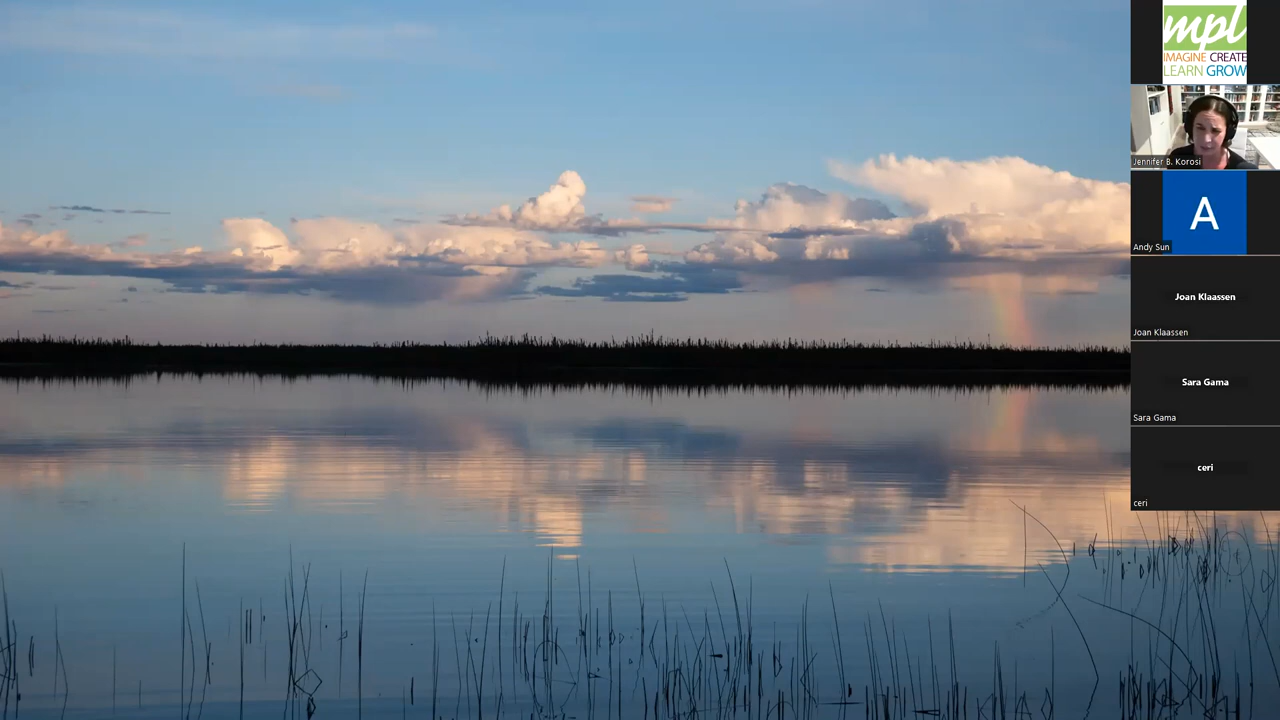 mpl
IMAGINE CREATE
LEARN GROW
Jennifer B. Korosi
A
Andy Sun
Joan Klaassen
Joan Klaassen
Sara Gama
Sara Gama
ceri
ceri